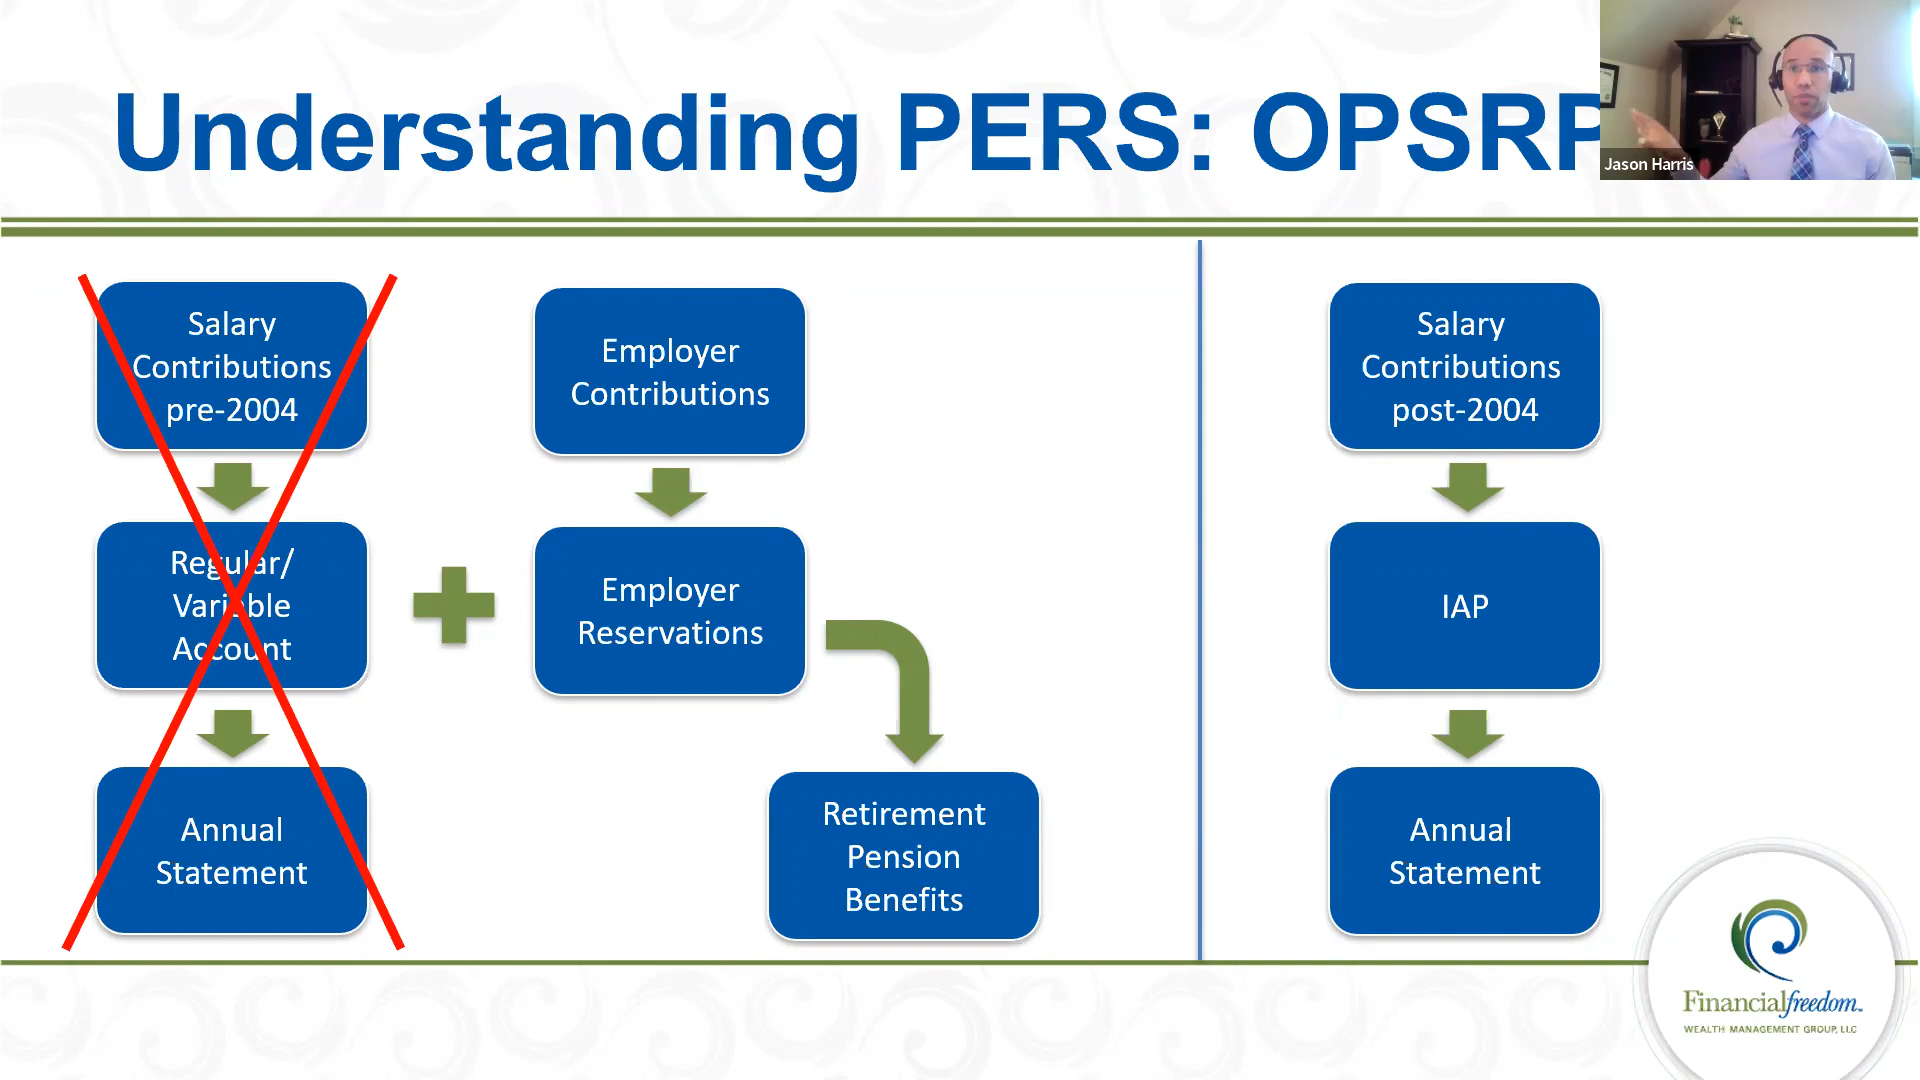 Understanding PERS: OPSRP
Jason Harris
Salary
Contributions
pre-2004
Regular/
Variable
Account
Annual
Statement
Employer
Contributions
Employer
Reservations
Retirement
Pension
Benefits
Salary
Contributions
post-2004
IAP
Annual
Statement
Financialfreedom
WEALTH MANAGEMENT GROUP, LLC